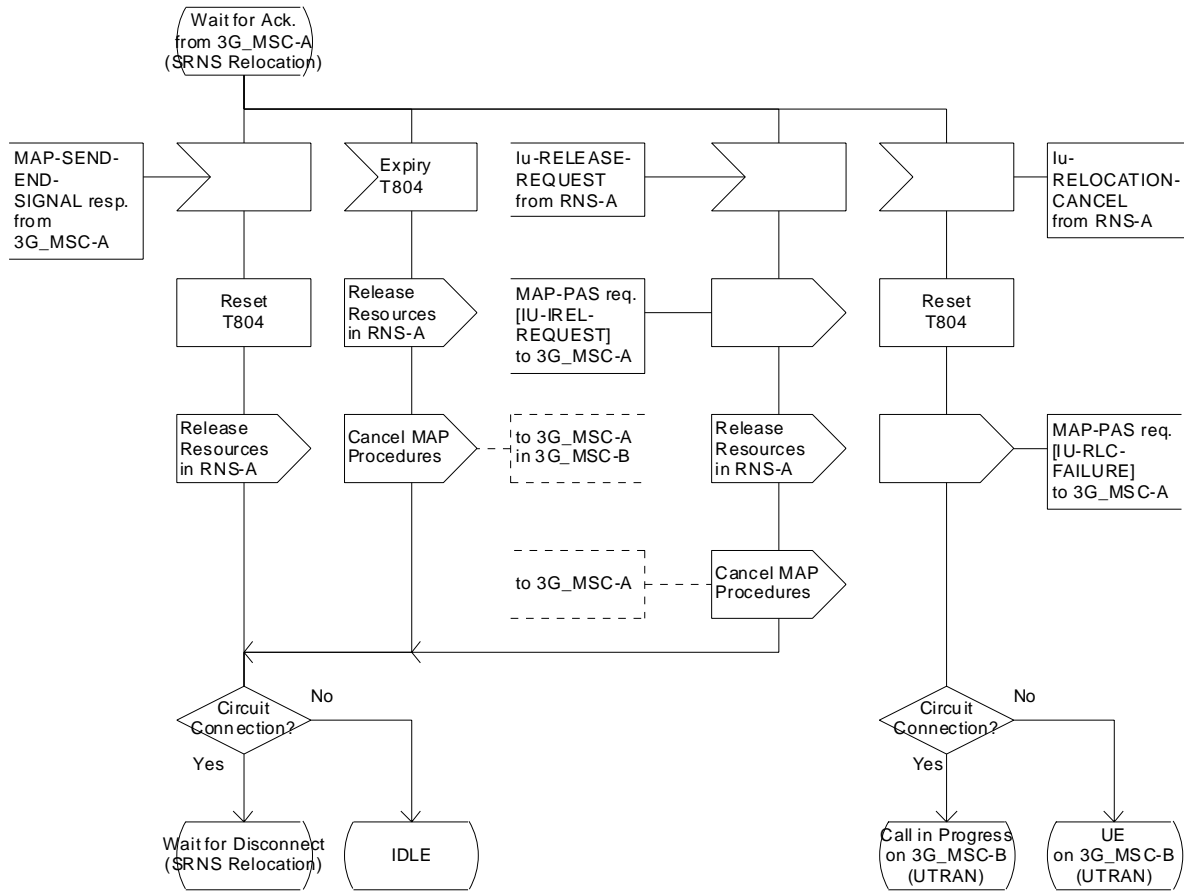 Wait for Ack.
from 3G_MSC-A
(SRNS Relocation)
MAP-SEND-
END-
SIGNAL resp.
from
3G_MSC-A
Expiry
T804
Iu-RELEASE-
REQUEST
from RNS-A
Iu-
RELOCATION-
CANCEL
from RNS-A
Reset
T804
Release
Resources
in RNS-A
MAP-PAS req.
[IU-IREL-
REQUEST]
to 3G_MSC-A
Reset
T804
Release
Resources
in RNS-A
Cancel MAP
Procedures
to 3G_MSC-A
in 3G_MSC-B
Release
Resources
in RNS-A
MAP-PAS req.
[IU-RLC-
FAILURE]
to 3G_MSC-A
to 3G_MSC-A
Cancel MAP
Procedures
Circuit
Connection?
No
Yes
Circuit
Connection?
No
Yes
Wait for Disconnect
(SRNS Relocation)
IDLE
Call in Progress
on 3G_MSC-B
(UTRAN)
UE
on 3G_MSC-B
(UTRAN)